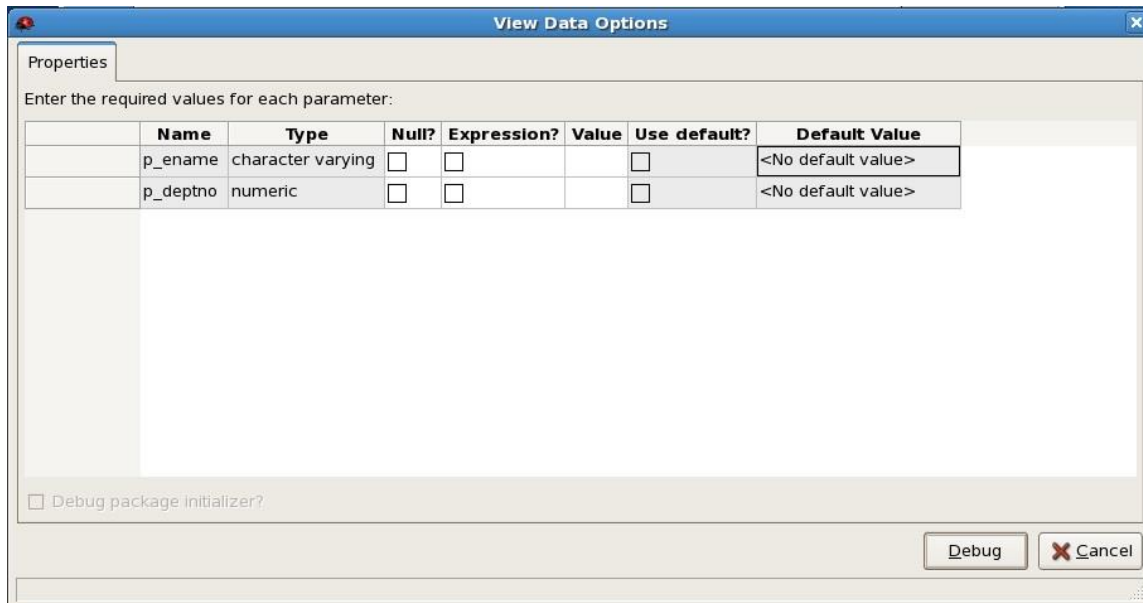 View Data Options
Properties
Enter the required values for each parameter:
Name Type Null? Expression? Value Use default? Default Value
p_ename character varying <No default value>
p_deptno numeric <No default value>
Debug package initializer?
Debug Cancel